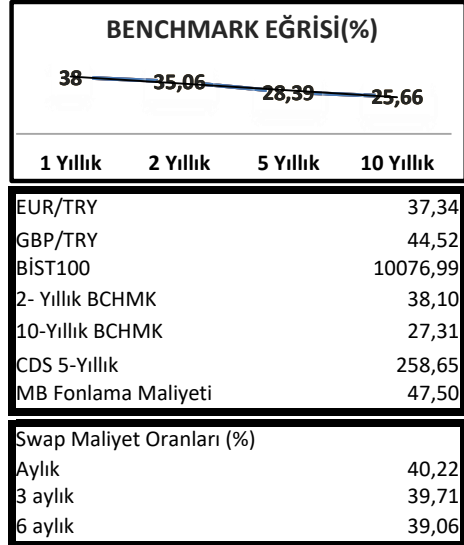 BENCHMARK EĞRİSİ(%)
38 35,06 28,39 25,66
1 Yıllık 2 Yıllık 5 Yıllık 10 Yıllık
EUR/TRY 37,34
GBP/TRY 44,52
BİST100 10076,99
2- Yıllık BCHMK 38,10
10-Yıllık BCHMK 27,31
CDS 5-Yıllık 258,65
MB Fonlama Maliyeti 47,50
Swap Maliyet Oranları (%)
Aylık 40,22
3 aylık 39,71
6 aylık 39,06